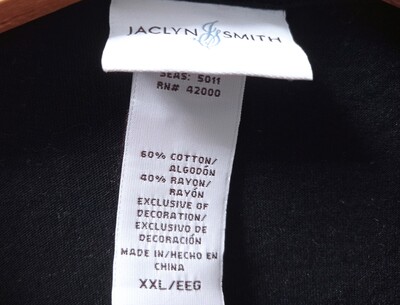 JACLYN SMITH
SEAS: 5011
RN# 42000
60% COTTON/
ALGODÓN
40% RAYON/
RAYÓN
EXCLUSIVE OF
DECORATION/
EXCLUSIVO DE
DECORACIÓN
MADE IN/HECHO EN
CHINA
XXL/EEG